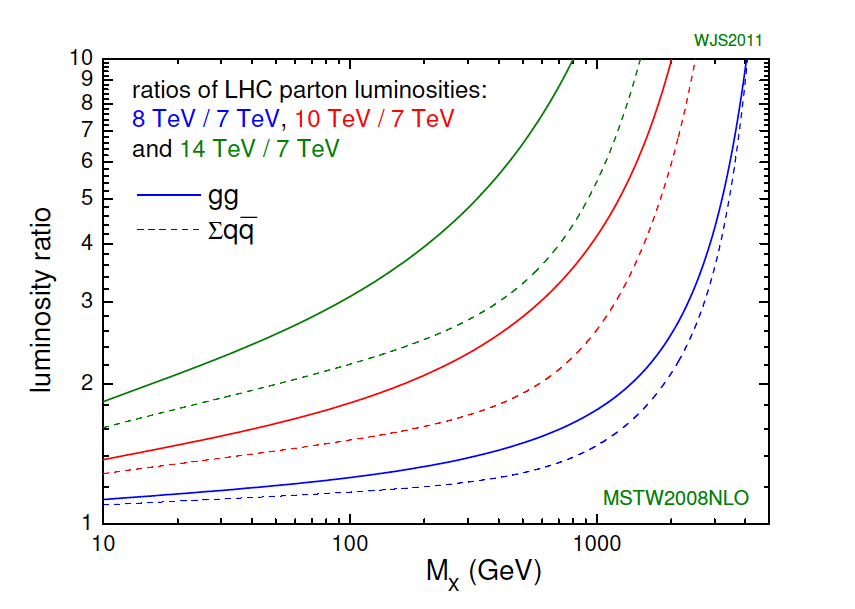 WJS2011
ratios of LHC parton luminosities:
8 TeV / 7 TeV, 10 TeV / 7 TeV
and 14 TeV / 7 TeV
gg
Σqq̅
MSTW2008NLO
luminosity ratio
10
9
8
7
6
5
4
3
2
1
10 100 1000
M_X (GeV)